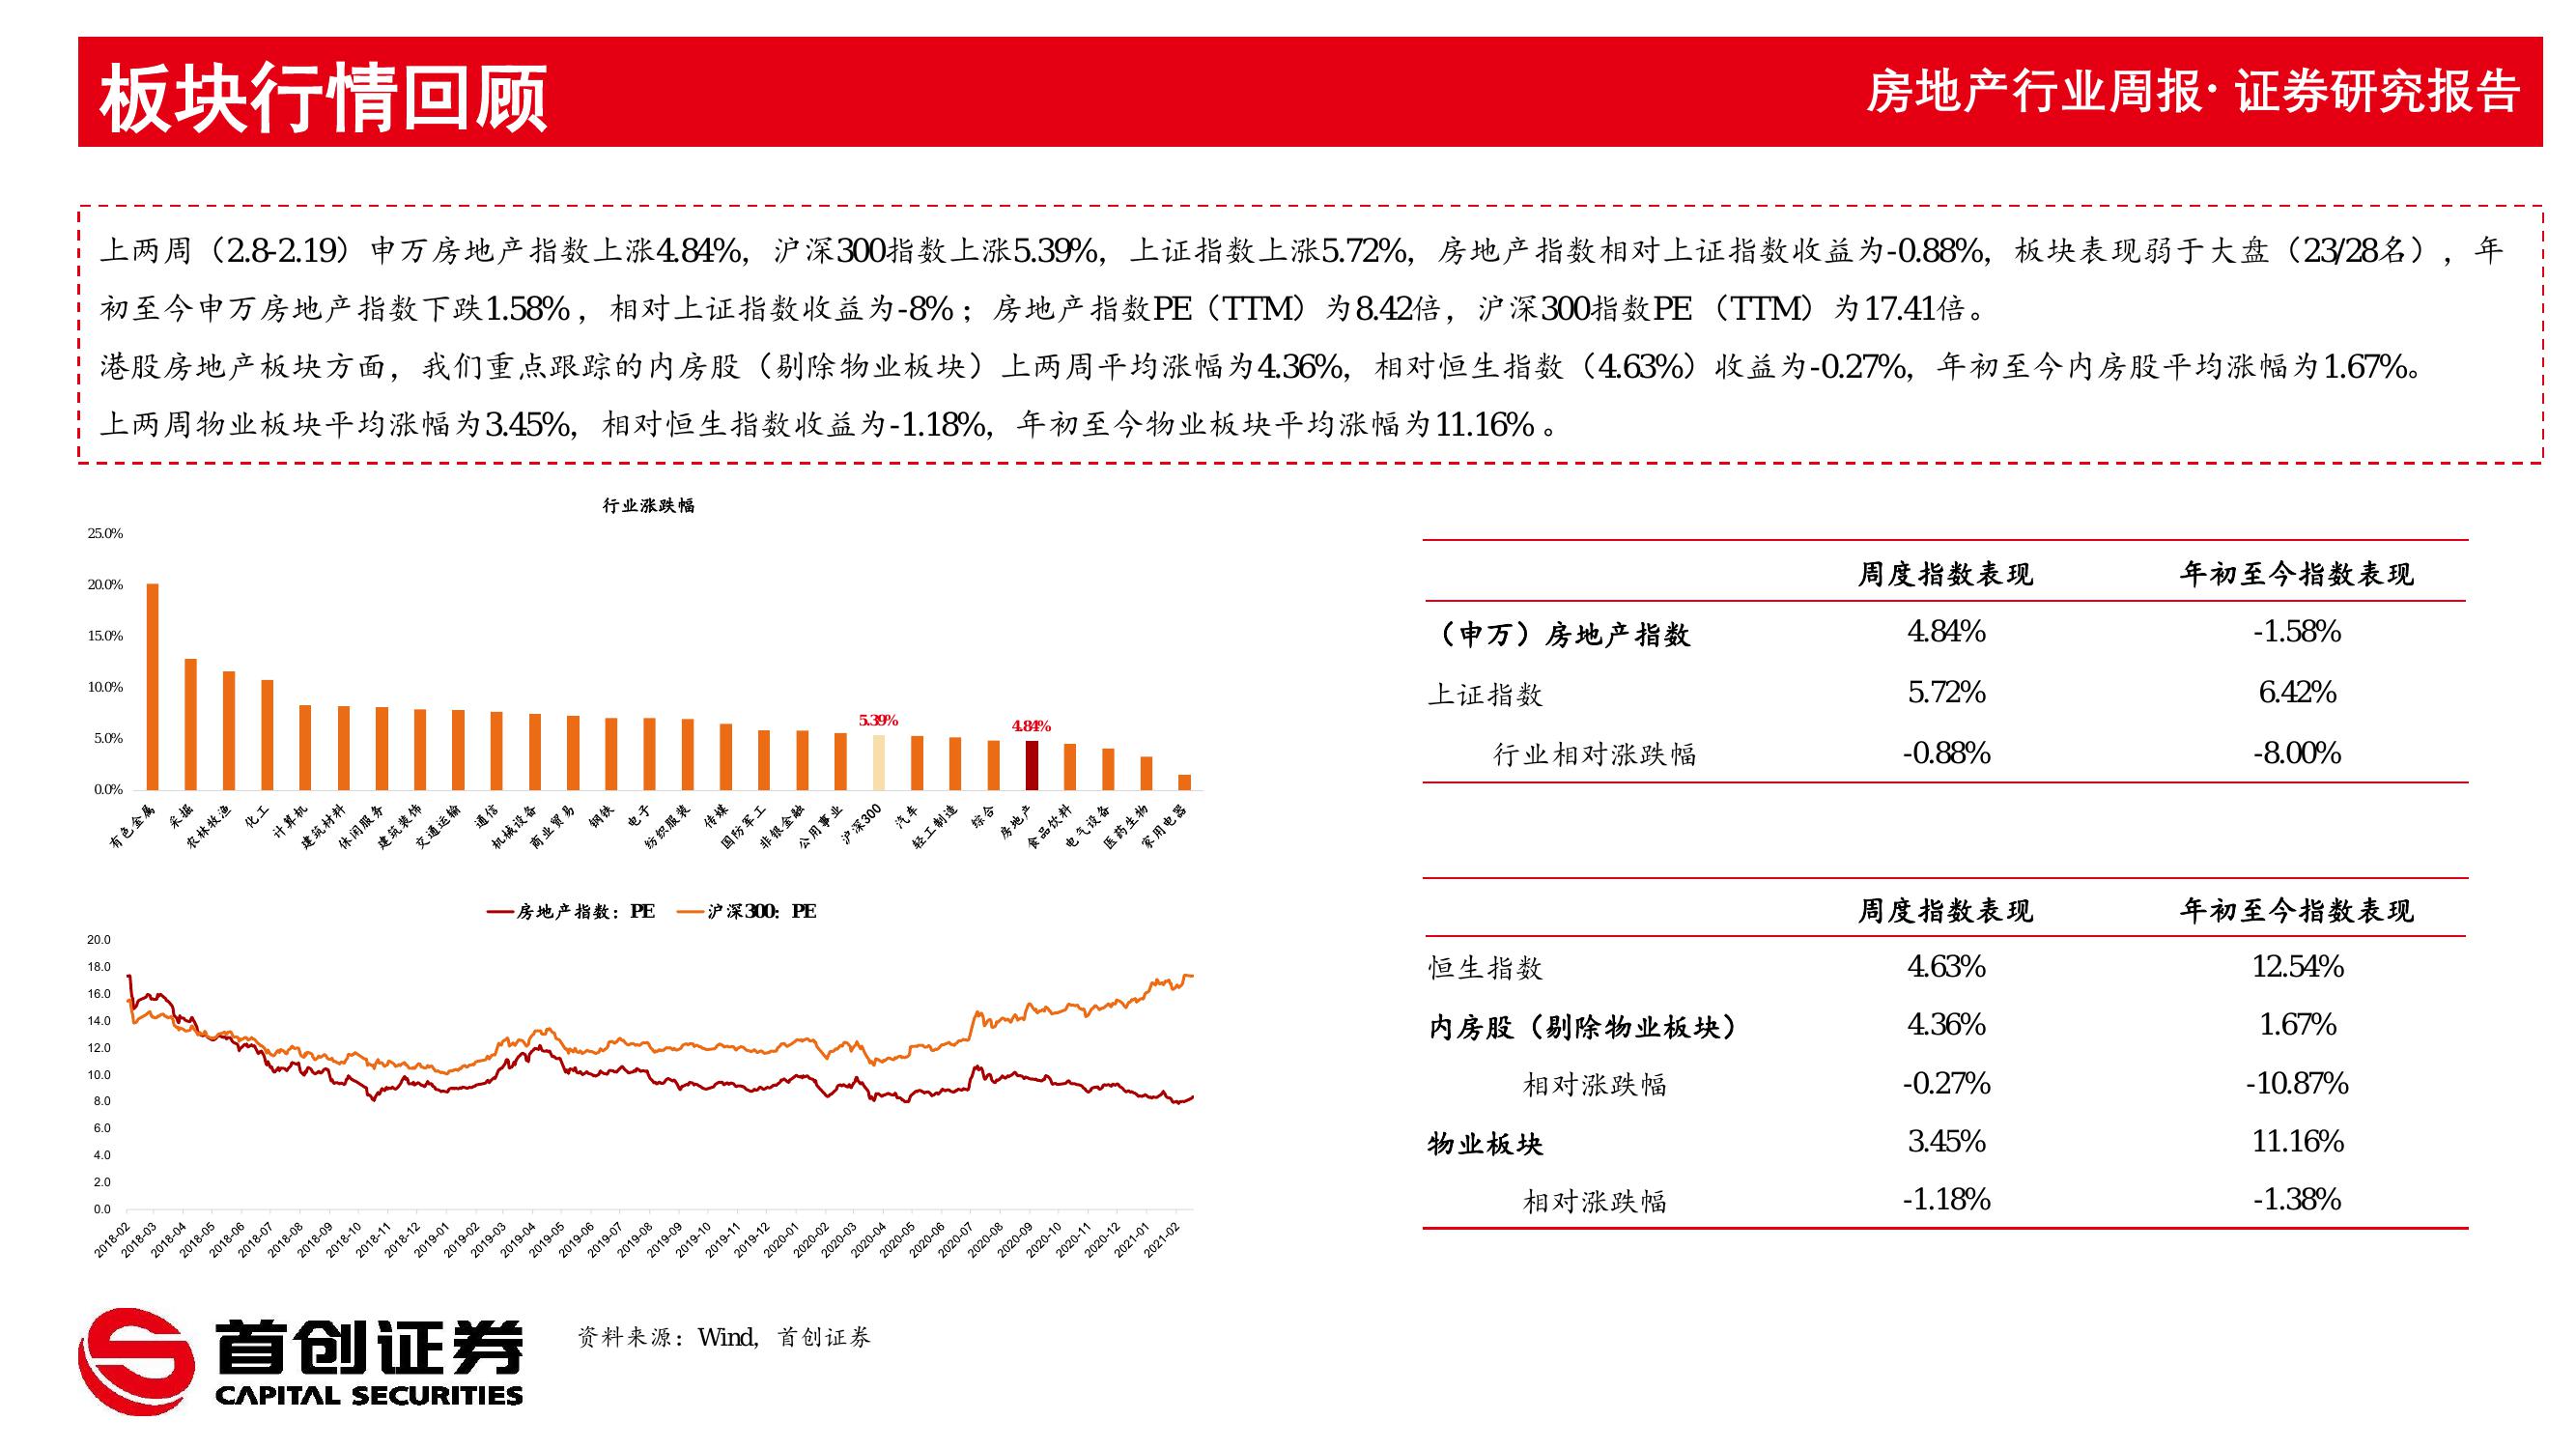 板块行情回顾
房地产行业周报· 证券研究报告
上两周（2.8-2.19）申万房地产指数上涨4.84%，沪深300指数上涨5.39%，上证指数上涨5.72%，房地产指数相对上证指数收益为-0.88%，板块表现弱于大盘（23/28名），年
初至今申万房地产指数下跌1.58%，相对上证指数收益为-8%；房地产指数PE（TTM）为8.42倍，沪深300指数PE （TTM）为17.41倍。
港股房地产板块方面，我们重点跟踪的内房股（剔除物业板块）上两周平均涨幅为4.36%，相对恒生指数（4.63%）收益为-0.27%，年初至今内房股平均涨幅为1.67%。
上两周物业板块平均涨幅为3.45%，相对恒生指数收益为-1.18%，年初至今物业板块平均涨幅为11.16%。
行业涨跌幅
25.0%
20.0%
15.0%
10.0%
5.0%
0.0%
5.39%
4.84%
有色金属
采掘
农林牧渔
化工
计算机
建筑材料
休闲服务
建筑装饰
交通运输
通信
机械设备
商业贸易
钢铁
电子
纺织服装
传媒
国防军工
非银金融
公用事业
沪深300
汽车
轻工制造
综合
房地产
食品饮料
电气设备
医药生物
家用电器
房地产指数：PE 沪深300：PE
20.0
18.0
16.0
14.0
12.0
10.0
8.0
6.0
4.0
2.0
0.0
2018-02
2018-03
2018-04
2018-05
2018-06
2018-07
2018-08
2018-09
2018-10
2018-11
2018-12
2019-01
2019-02
2019-03
2019-04
2019-05
2019-06
2019-07
2019-08
2019-09
2019-10
2019-11
2019-12
2020-01
2020-02
2020-03
2020-04
2020-05
2020-06
2020-07
2020-08
2020-09
2020-10
2020-11
2020-12
2021-01
2021-02
周度指数表现 年初至今指数表现
（申万）房地产指数 4.84% -1.58%
上证指数 5.72% 6.42%
行业相对涨跌幅 -0.88% -8.00%
周度指数表现 年初至今指数表现
恒生指数 4.63% 12.54%
内房股（剔除物业板块） 4.36% 1.67%
相对涨跌幅 -0.27% -10.87%
物业板块 3.45% 11.16%
相对涨跌幅 -1.18% -1.38%
首创证券
CAPITAL SECURITIES
资料来源：Wind，首创证券